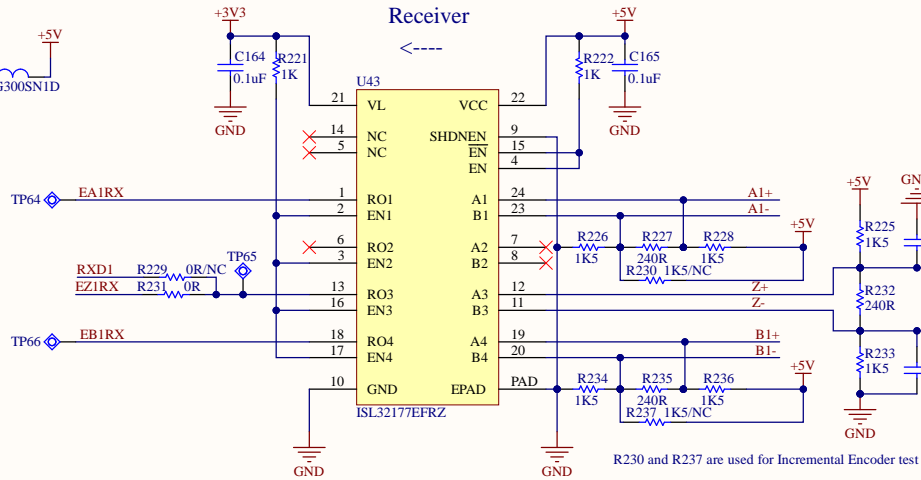 Receiver
<----
+5V
G300SN1D
+3V3
C164
0.1uF
GND
R221
1K
+5V
R222
1K
C165
0.1uF
GND
U43
21 VL VCC 22
14 NC SHDNEN 9
5 NC EN 15
EN 4
TP64 EA1RX 1 RO1 A1 24 A1+
2 EN1 B1 23 A1-
6 RO2 A2 7
3 EN2 B2 8
R226
1K5
R227
240R
R228
1K5
+5V
R230 1K5/NC
TP65
RXD1 R229 0R/NC
EZ1RX R231 0R
13 RO3 A3 12 Z+
16 EN3 B3 11 Z-
TP66 EB1RX 18 RO4 A4 19 B1+
17 EN4 B4 20 B1-
10 GND EPAD PAD
ISL32177EFRZ
GND
GND
R234
1K5
R235
240R
R236
1K5
+5V
R237 1K5/NC
+5V
R225
1K5
R232
240R
R233
1K5
GND
R230 and R237 are used for Incremental Encoder test